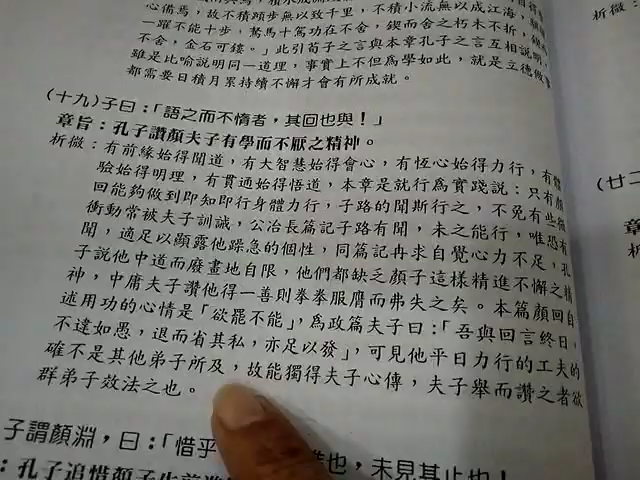 心備焉，故不積蹞步無以致千里，不積小流無以成江海，騏驥
一躍不能十步，駑馬十駕功在不舍，鍥而舍之朽木不折，鍥而
不舍，金石可鏤。」此引荀子之言與本章孔子之言互相說明，
雖是比喻說明同一道理，事實上不但為學如此，就是立德做事
都需要日積月累持續不懈才會有所成就。
(十九)子曰：「語之而不惰者，其回也與！」
章旨：孔子讚顏夫子有學而不厭之精神。
析微：有前緣始得聞道，有大智慧始得會心，有恆心始得力行，有體
驗始得明理，有貫通始得悟道，本章是就行為實踐說：只有顏
回能夠做到即知即行身體力行，子路的聞斯行之，不免有些
衝動常被夫子訓誡，公冶長篇記子路有聞，未之能行，唯恐有
聞，適足以顯露他躁急的個性，同篇記冉求自覺心力不足，孔
子說他中道而廢畫地自限，他們都缺乏顏子這樣精進不懈之精
神，中庸夫子讚他得一善則拳拳服膺而弗失之矣。本篇顏回自
述用功的心情是「欲罷不能」，為政篇夫子曰：「吾與回言終日，
不違如愚，退而省其私，亦足以發」，可見他平日力行的工夫的
確不是其他弟子所及，故能獨得夫子心傳，夫子舉而讚之者欲
群弟子效法之也。
子謂顏淵，曰：「惜乎 進也，未見其止也！
：孔子追惜顏子生前
析微：
(廿二
章
析